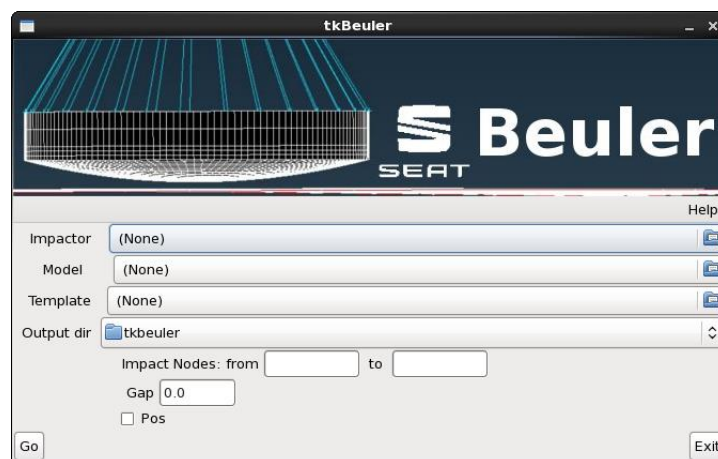 tkBeuler
SEAT Beuler
Help
Impactor (None)
Model (None)
Template (None)
Output dir tkbeuler
Impact Nodes: from to
Gap 0.0
Pos
Go Exit